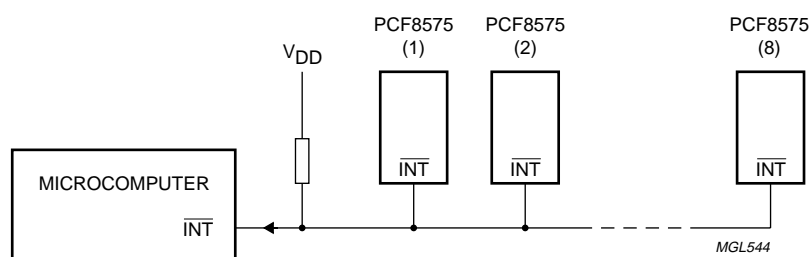 PCF8575
(1)
PCF8575
(2)
PCF8575
(8)
VDD
INT
INT
INT
MICROCOMPUTER
INT
MGL544